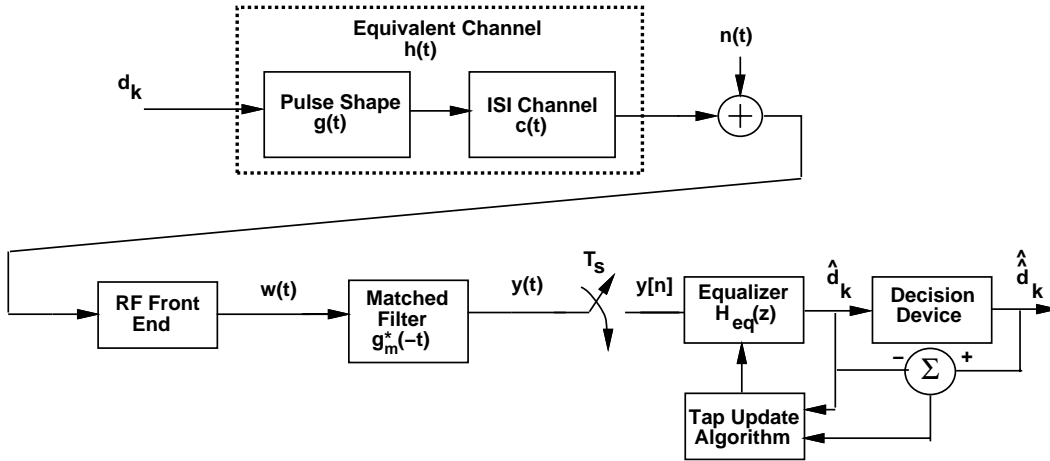 Equivalent Channel
h(t)
n(t)
d_k
Pulse Shape
g(t)
ISI Channel
c(t)
+
RF Front
End
w(t)
Matched
Filter
g_m^*(−t)
y(t)
T_s
y[n]
Equalizer
H_eq(z)
d̂_k
Decision
Device
d̂̂_k
−
Σ
+
Tap Update
Algorithm